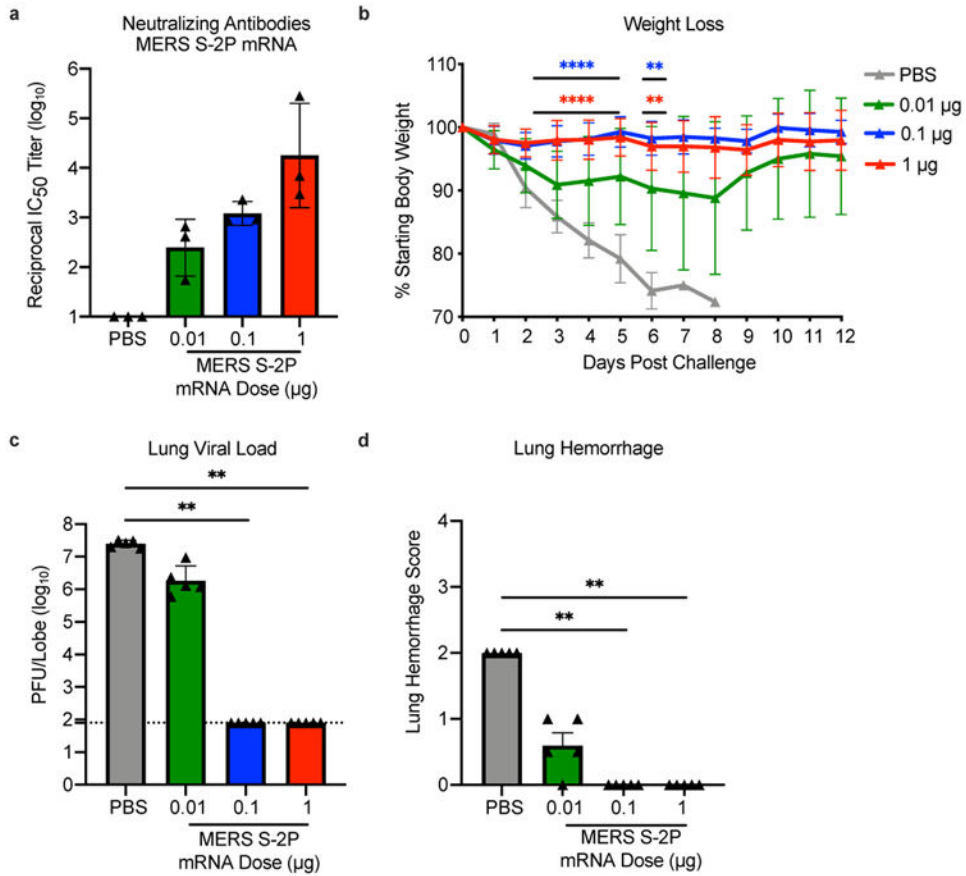 a
Neutralizing Antibodies
MERS S-2P mRNA
Reciprocal IC50 Titer (log10)
6
5
4
3
2
1
PBS 0.01 0.1 1
MERS S-2P
mRNA Dose (µg)
b
Weight Loss
% Starting Body Weight
110
100
90
80
70
**** **
**** **
0 1 2 3 4 5 6 7 8 9 10 11 12
Days Post Challenge
PBS
0.01 µg
0.1 µg
1 µg
c
Lung Viral Load
**
**
PFU/Lobe (log10)
8
7
6
5
4
3
2
1
0
PBS 0.01 0.1 1
MERS S-2P
mRNA Dose (µg)
d
Lung Hemorrhage
Lung Hemorrhage Score
4
3
2
1
0
**
**
PBS 0.01 0.1 1
MERS S-2P
mRNA Dose (µg)